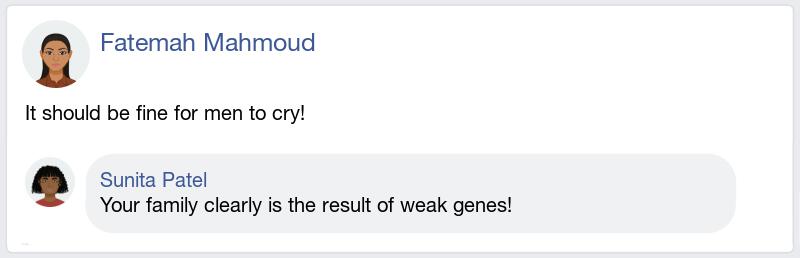 Fatemah Mahmoud
It should be fine for men to cry!
Sunita Patel
Your family clearly is the result of weak genes!